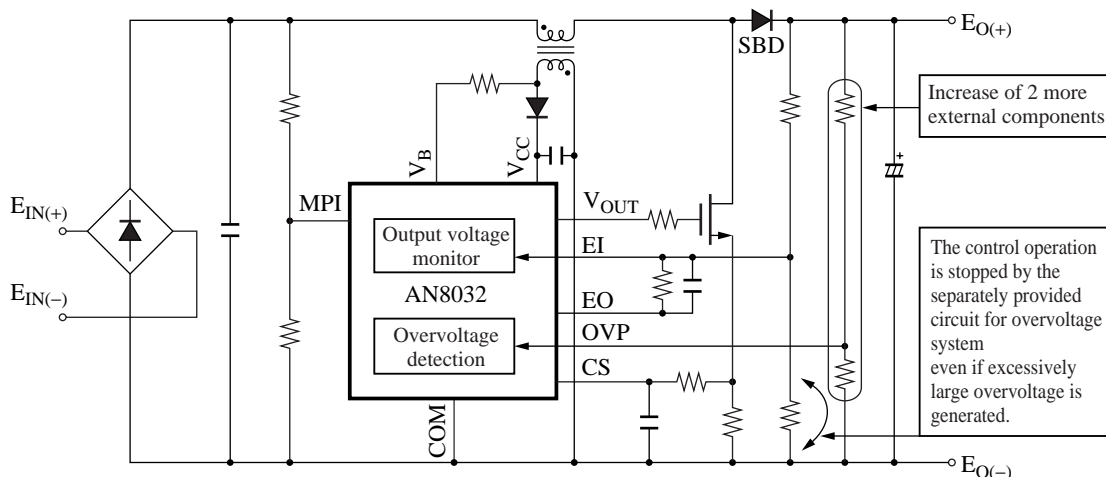 SBD
E_O(+)
Increase of 2 more
external components
V_B
V_CC
MPI
V_OUT
E_IN(+)
Output voltage
monitor
EI
AN8032
EO
E_IN(−)
Overvoltage
detection
OVP
CS
COM
The control operation
is stopped by the
separately provided
circuit for overvoltage
system
even if excessively
large overvoltage is
generated.
+
E_O(−)